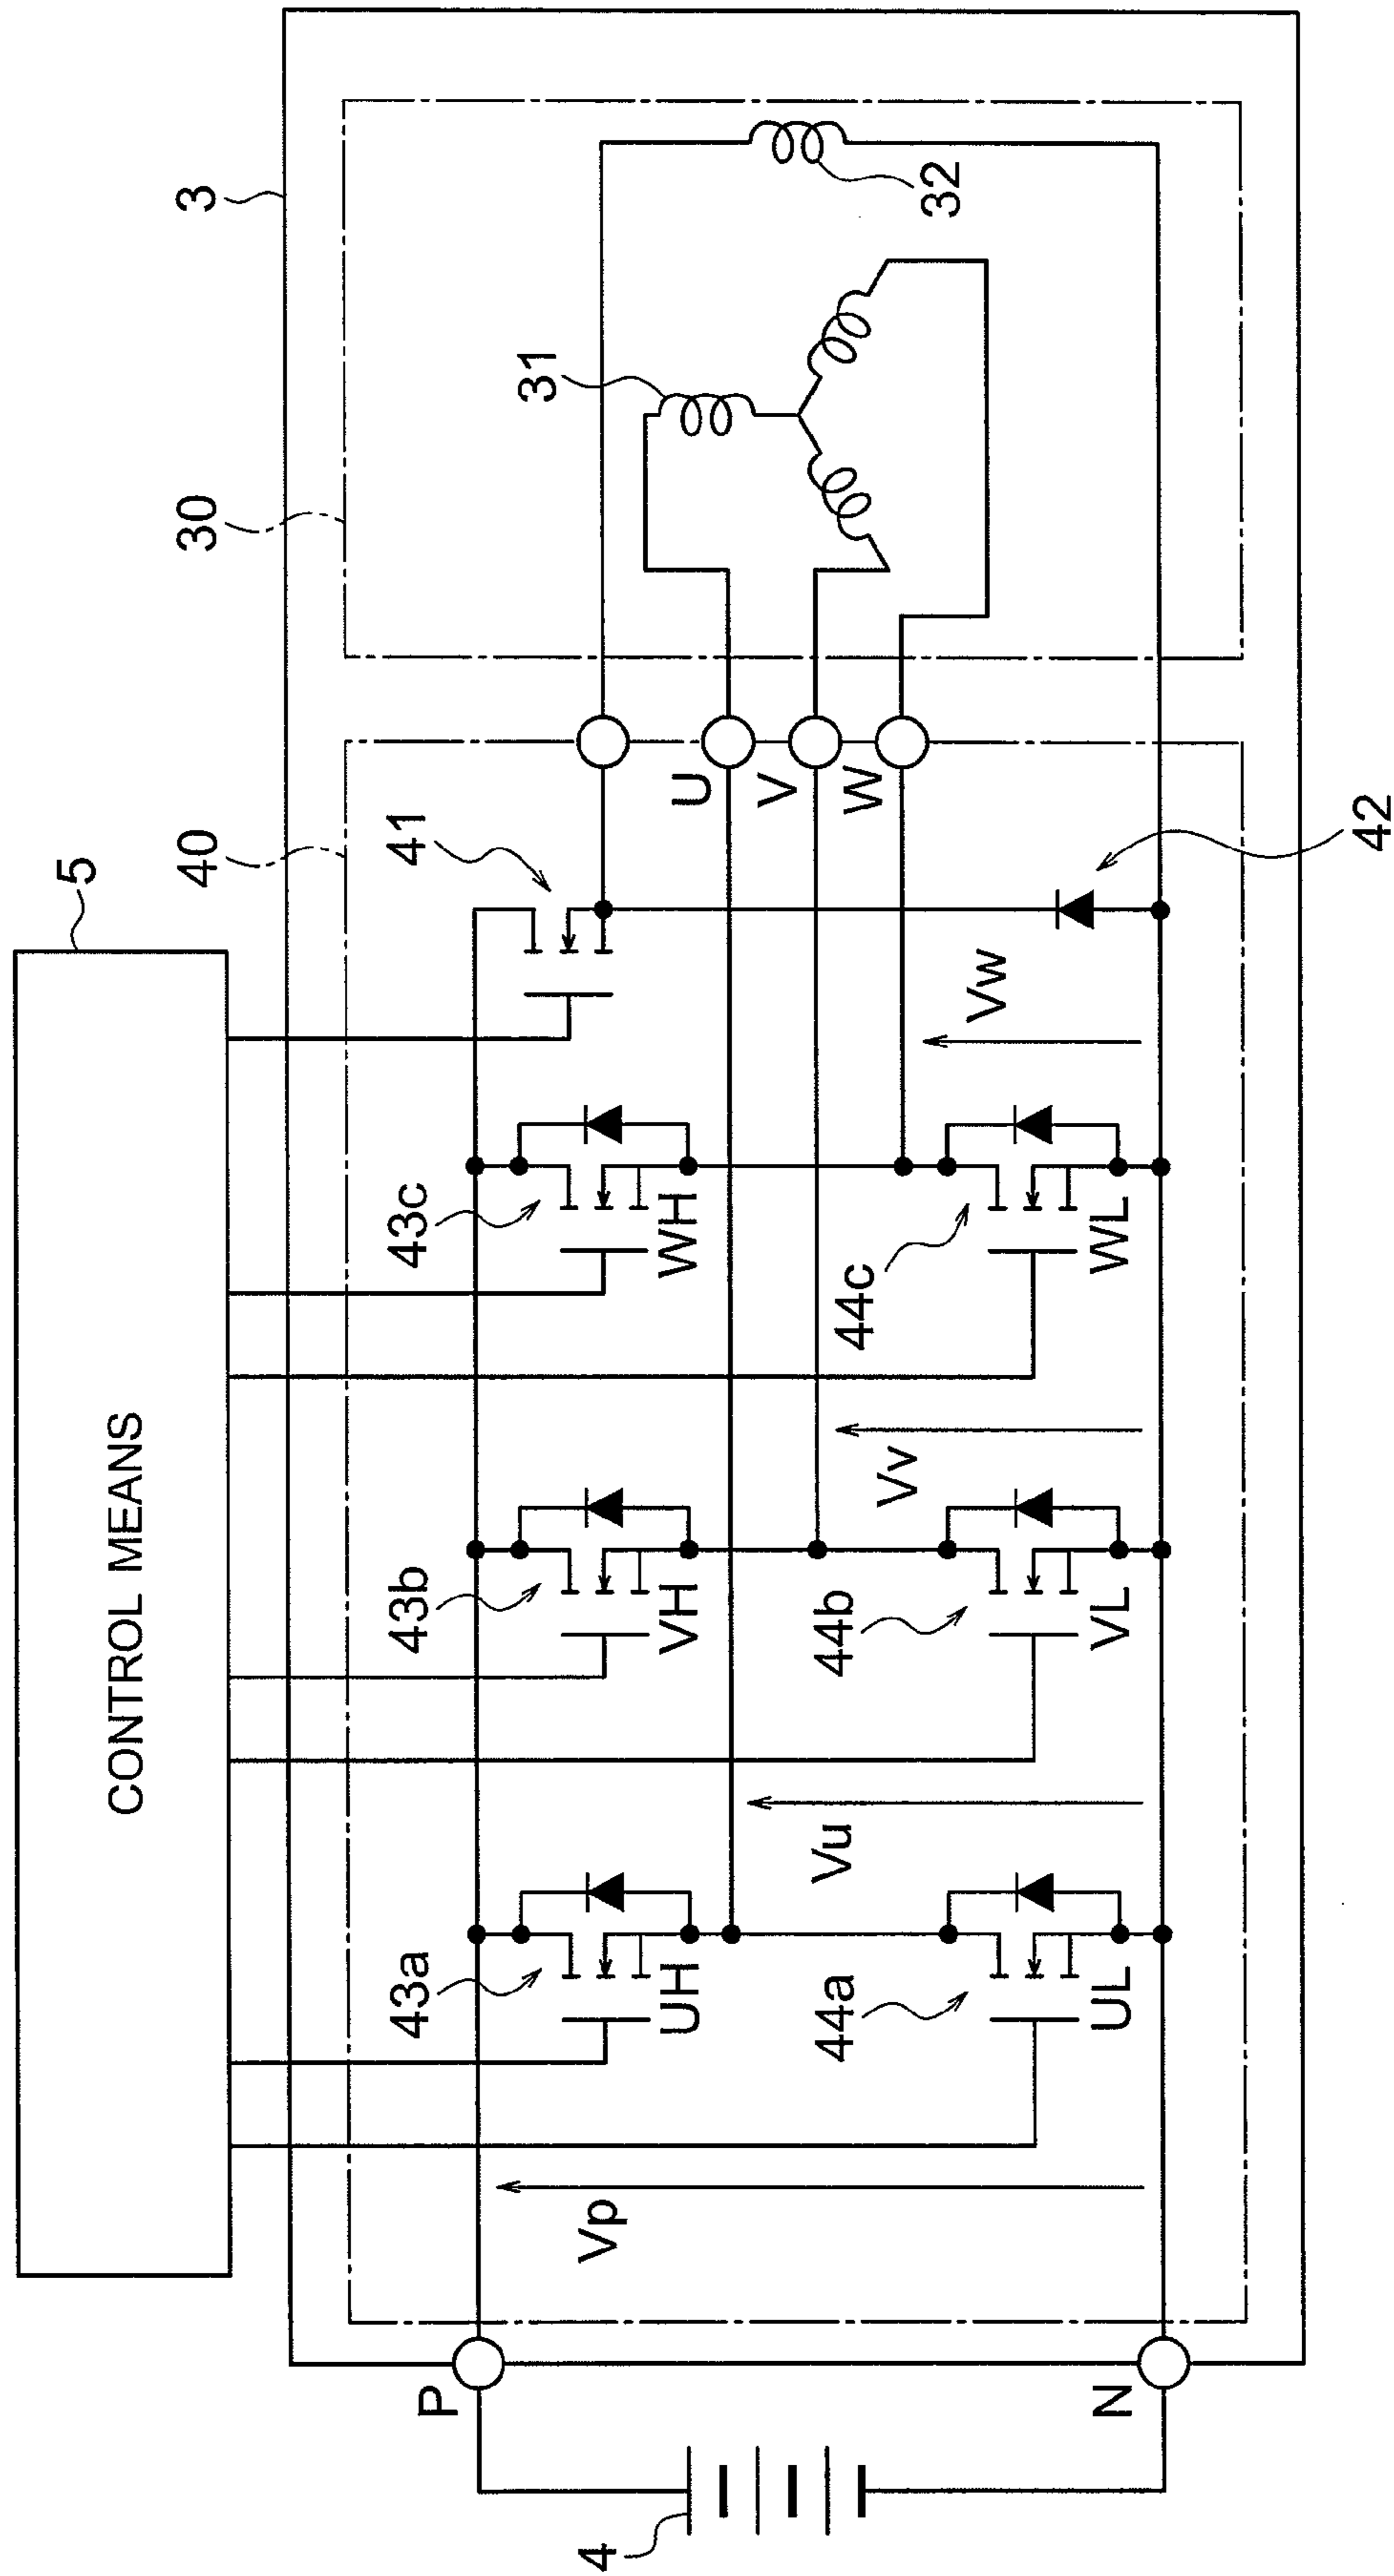 CONTROL MEANS
5
3
40
30
P
43a
UH
43b
VH
43c
WH
41
U
V
W
31
32
4
Vp
Vu
Vv
Vw
44a
UL
44b
VL
44c
WL
42
N